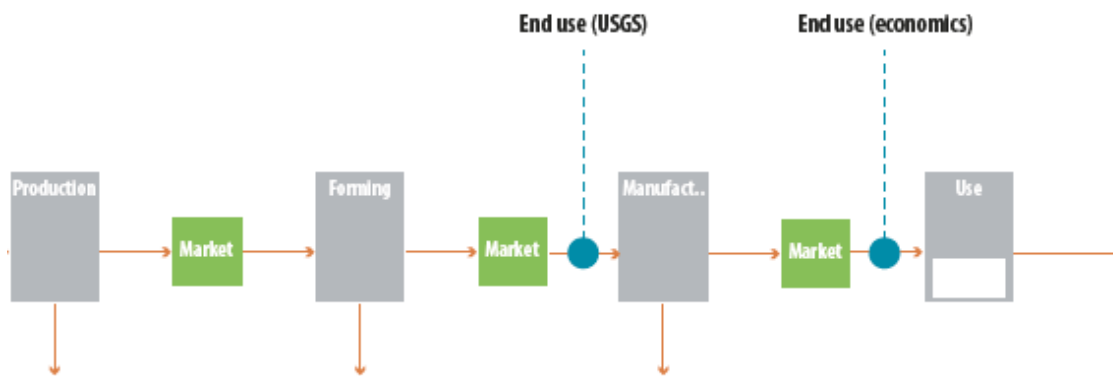 End use (USGS)
End use (economics)
Production
Forming
Manufact..
Use
Market
Market
Market